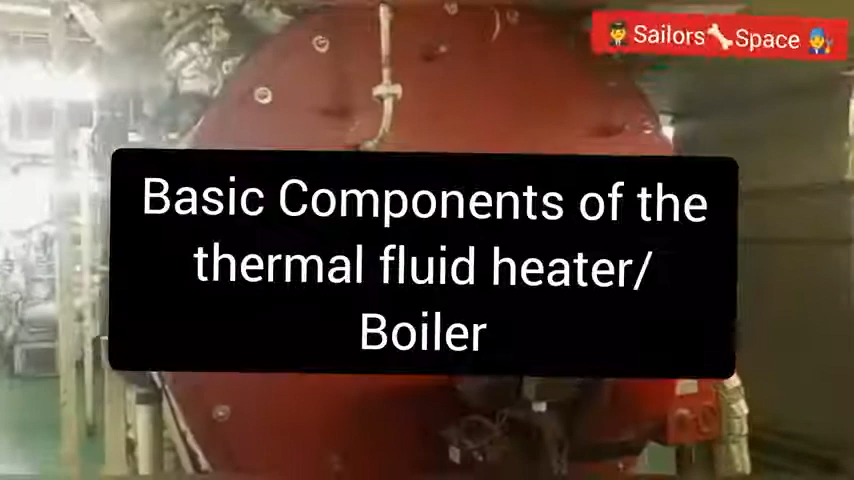 👨‍✈️Sailors🦴Space 👨‍🔧
Basic Components of the
thermal fluid heater/
Boiler